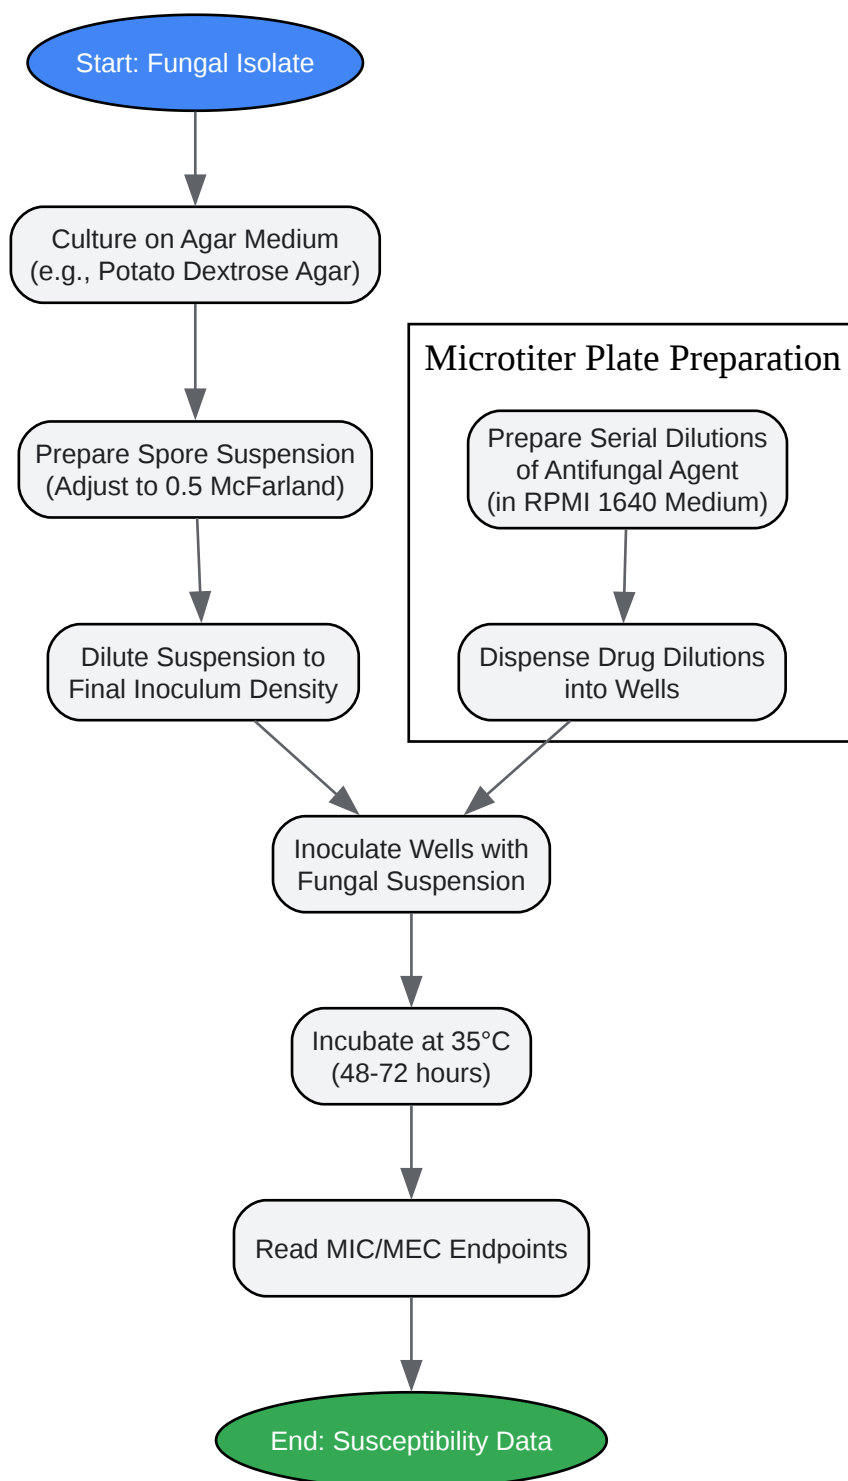 Start: Fungal Isolate
Culture on Agar Medium
(e.g., Potato Dextrose Agar)
Prepare Spore Suspension
(Adjust to 0.5 McFarland)
Dilute Suspension to
Final Inoculum Density
Microtiter Plate Preparation
Prepare Serial Dilutions
of Antifungal Agent
(in RPMI 1640 Medium)
Dispense Drug Dilutions
into Wells
Inoculate Wells with
Fungal Suspension
Incubate at 35°C
(48-72 hours)
Read MIC/MEC Endpoints
End: Susceptibility Data